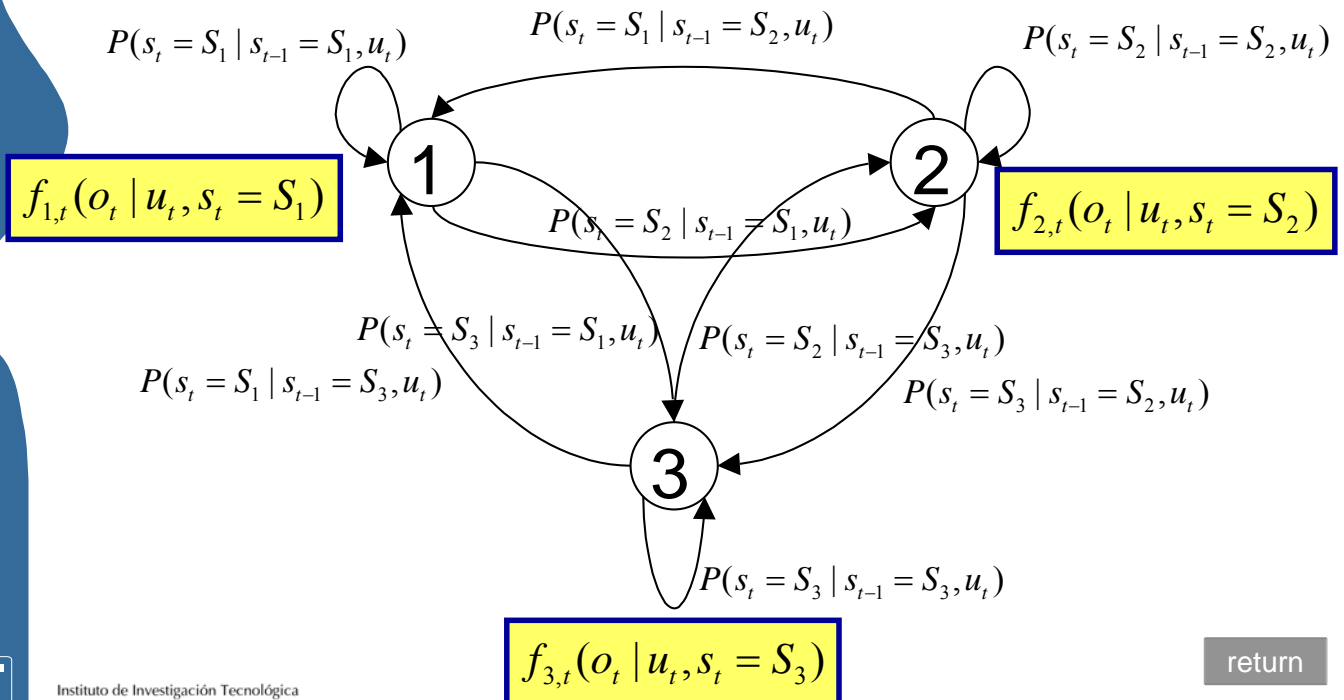 P(s_t = S_1 | s_{t-1} = S_2, u_t)
P(s_t = S_1 | s_{t-1} = S_1, u_t)
P(s_t = S_2 | s_{t-1} = S_2, u_t)
1
2
f_{1,t}(o_t | u_t, s_t = S_1)
f_{2,t}(o_t | u_t, s_t = S_2)
P(s_t = S_2 | s_{t-1} = S_1, u_t)
P(s_t = S_3 | s_{t-1} = S_1, u_t)
P(s_t = S_2 | s_{t-1} = S_3, u_t)
P(s_t = S_1 | s_{t-1} = S_3, u_t)
P(s_t = S_3 | s_{t-1} = S_2, u_t)
3
P(s_t = S_3 | s_{t-1} = S_3, u_t)
f_{3,t}(o_t | u_t, s_t = S_3)
return
Instituto de Investigación Tecnológica